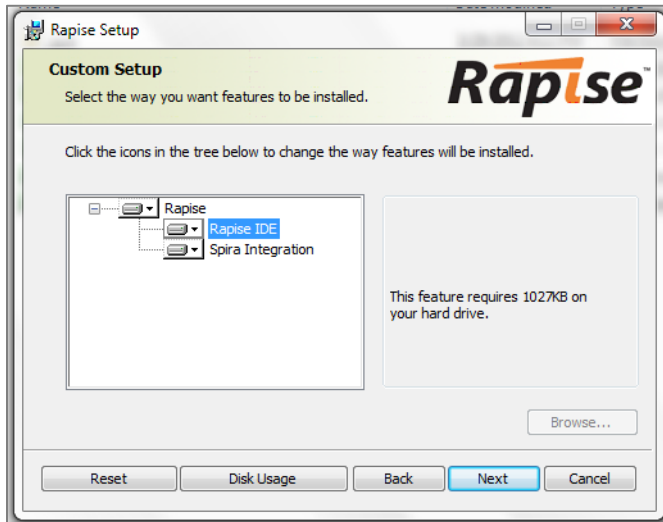 Rapise Setup
Custom Setup
Select the way you want features to be installed.
Rapise™
Click the icons in the tree below to change the way features will be installed.
Rapise
Rapise IDE
Spira Integration
This feature requires 1027KB on
your hard drive.
Browse...
Reset
Disk Usage
Back
Next
Cancel